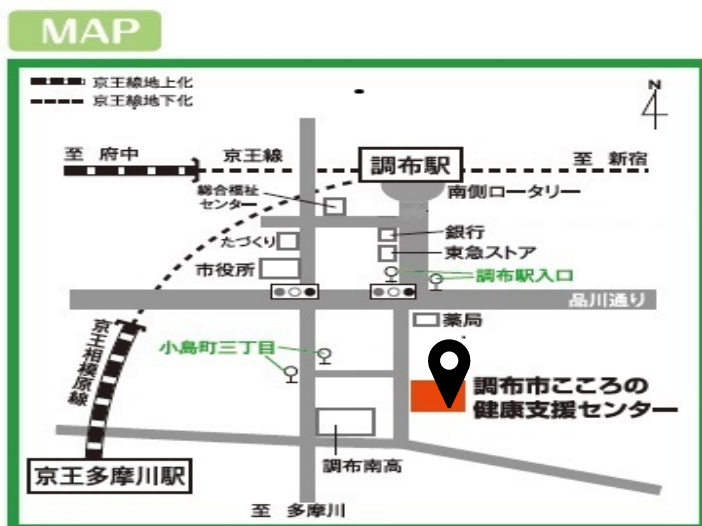 MAP
京王線地上化
京王線地下化
N
至 府中
京王線
調布駅
至 新宿
総合福祉
センター
南側ロータリー
たづくり
銀行
東急ストア
市役所
調布駅入口
品川通り
薬局
京王相模原線
小島町三丁目
調布市こころの
健康支援センター
京王多摩川駅
調布南高
至 多摩川